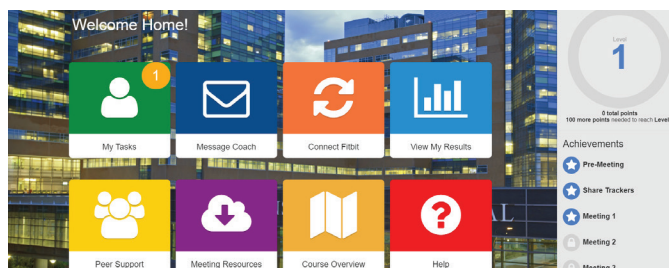 Welcome Home!
1
My Tasks
Message Coach
Connect Fitbit
View My Results
Peer Support
Meeting Resources
Course Overview
Help
Level
1
0 total points
100 more points needed to reach Level
Achievements
Pre-Meeting
Share Trackers
Meeting 1
Meeting 2